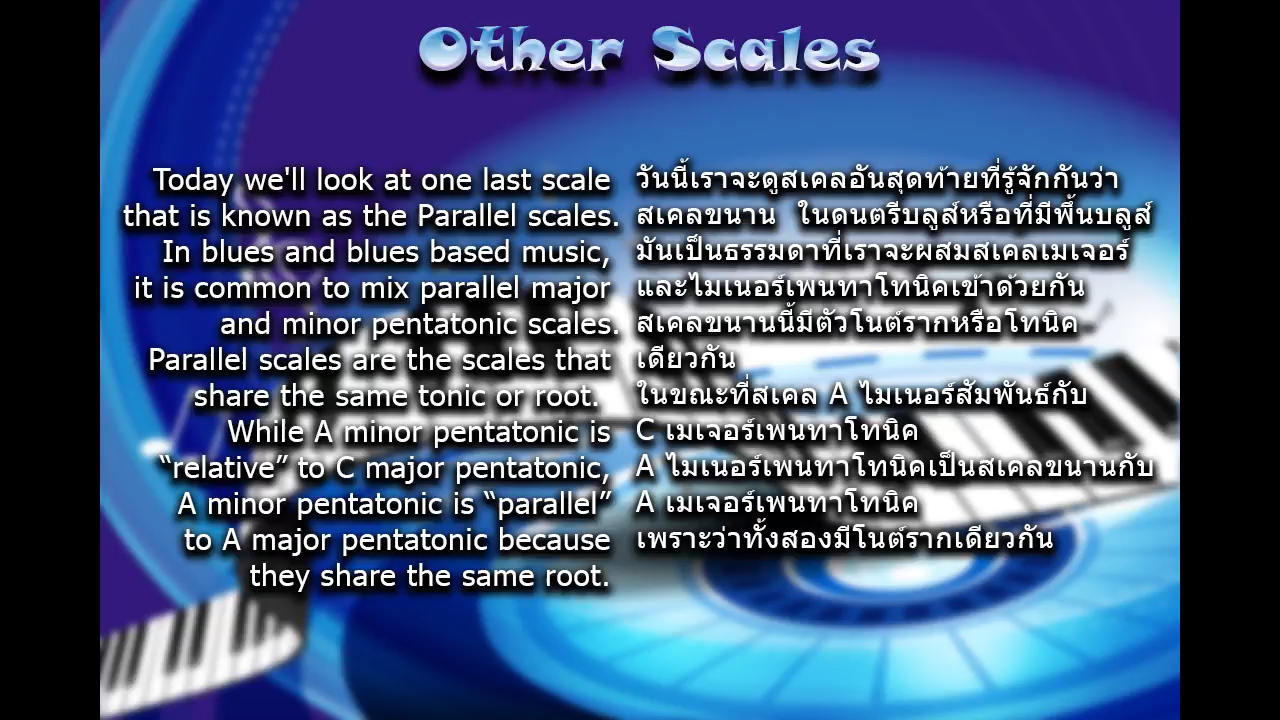 Other Scales
Today we'll look at one last scale
that is known as the Parallel scales.
In blues and blues based music,
it is common to mix parallel major
and minor pentatonic scales.
Parallel scales are the scales that
share the same tonic or root.
While A minor pentatonic is
“relative” to C major pentatonic,
A minor pentatonic is “parallel”
to A major pentatonic because
they share the same root.
วันนี้เราจะดูสเคลอันสุดท้ายที่รู้จักกันว่า
สเคลขนาน ในดนตรีบลูส์หรือที่มีพื้นบลูส์
มันเป็นธรรมดาที่เราจะผสมสเคลเมเจอร์
และไมเนอร์เพนทาโทนิคเข้าด้วยกัน
สเคลขนานนี้มีตัวโนต์รากหรือโทนิค
เดียวกัน
ในขณะที่สเคล A ไมเนอร์สัมพันธ์กับ
C เมเจอร์เพนทาโทนิค
A ไมเนอร์เพนทาโทนิคเป็นสเคลขนานกับ
A เมเจอร์เพนทาโทนิค
เพราะว่าทั้งสองมีโนต์รากเดียวกัน